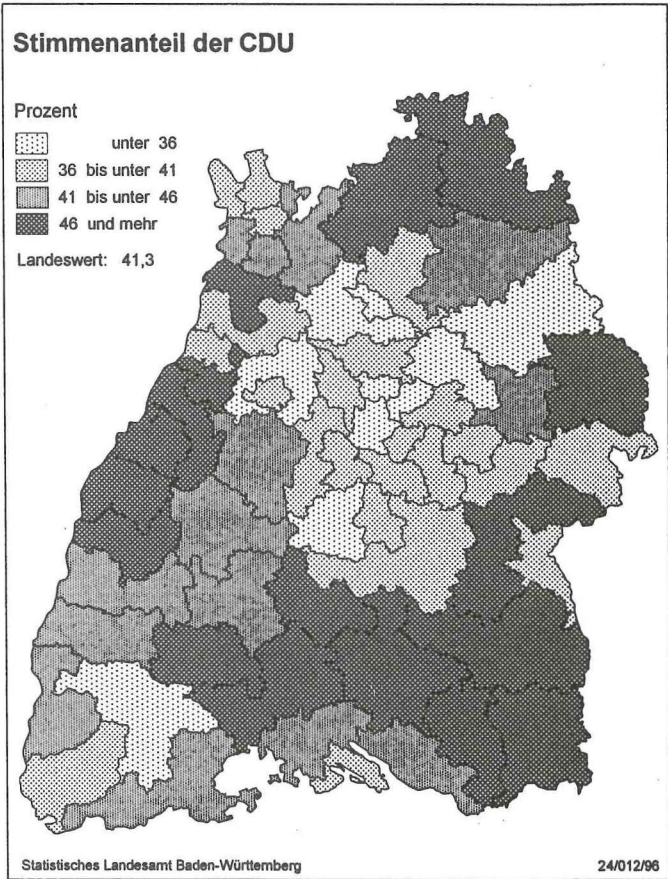 Stimmenanteil der CDU
Prozent
unter 36
36 bis unter 41
41 bis unter 46
46 und mehr
Landeswert: 41,3
Statistisches Landesamt Baden-Württemberg
24/012/96